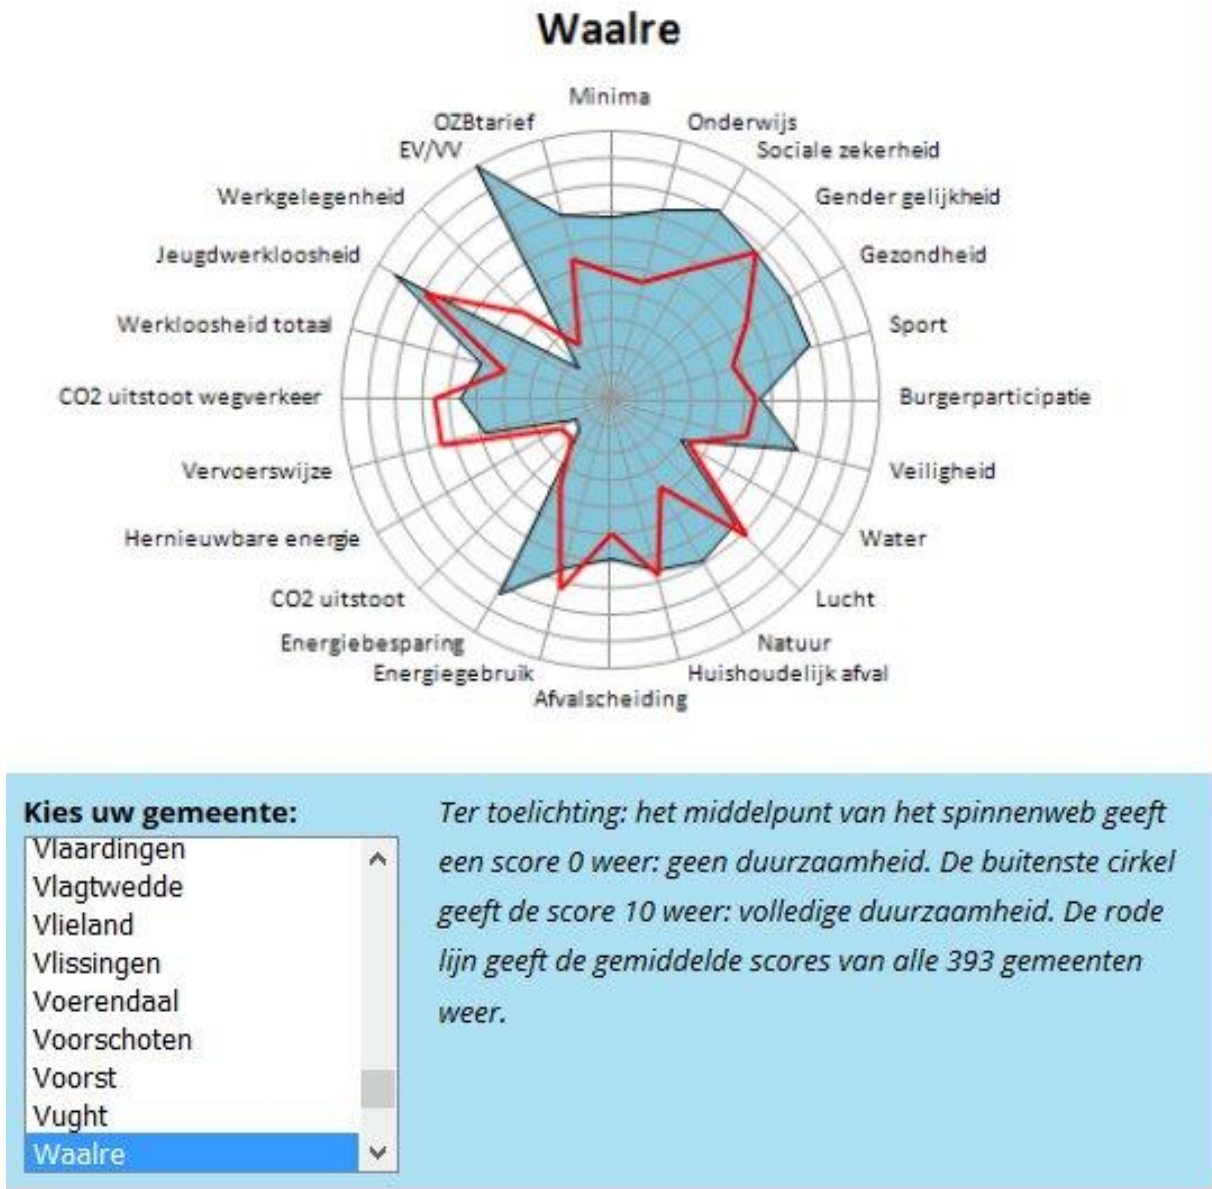 Waalre
Minima
Onderwijs
Sociale zekerheid
Gender gelijkheid
Gezondheid
Sport
Burgerparticipatie
Veiligheid
Water
Lucht
Natuur
Huishoudelijk afval
Afvalscheiding
Energiegebruik
Energiebesparing
CO2 uitstoot
Hernieuwbare energie
Vervoerswijze
CO2 uitstoot wegverkeer
Werkloosheid totaal
Jeugdwerkloosheid
Werkgelegenheid
EV/VV
OZBtarief
Kies uw gemeente:
Vlaardingen
Vlagtwedde
Vlieland
Vlissingen
Voerendaal
Voorschoten
Voorst
Vught
Waalre
Ter toelichting: het middelpunt van het spinnenweb geeft
een score 0 weer: geen duurzaamheid. De buitenste cirkel
geeft de score 10 weer: volledige duurzaamheid. De rode
lijn geeft de gemiddelde scores van alle 393 gemeenten
weer.